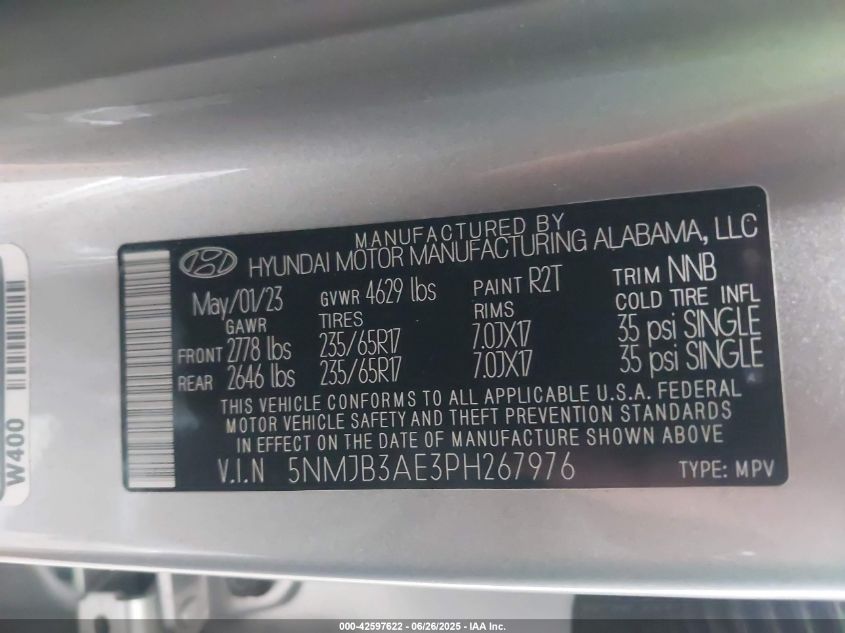 MANUFACTURED BY
HYUNDAI MOTOR MANUFACTURING ALABAMA, LLC
May/01/23 GVWR 4629 lbs PAINT R2T TRIM NNB
GAWR TIRES RIMS COLD TIRE INFL
FRONT 2778 lbs 235/65R17 7.0JX17 35 psi SINGLE
REAR 2646 lbs 235/65R17 7.0JX17 35 psi SINGLE
THIS VEHICLE CONFORMS TO ALL APPLICABLE U.S.A. FEDERAL
MOTOR VEHICLE SAFETY AND THEFT PREVENTION STANDARDS
IN EFFECT ON THE DATE OF MANUFACTURE SHOWN ABOVE
V.I.N 5NMJB3AE3PH267976 TYPE: MPV
W400
000-42597622 - 06/26/2025 - IAA Inc.